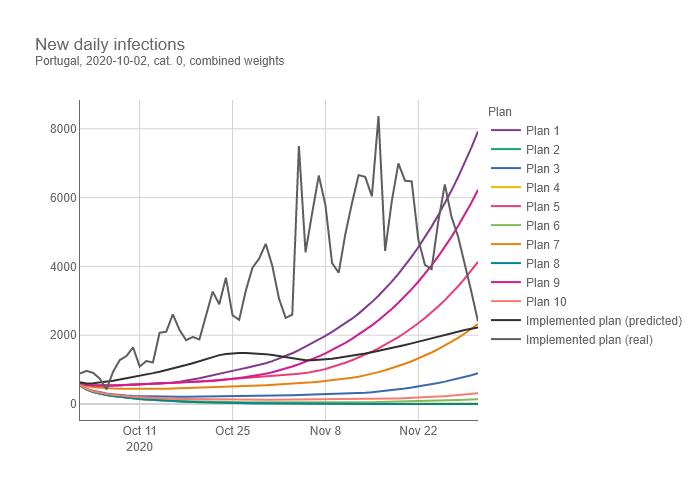 New daily infections
Portugal, 2020-10-02, cat. 0, combined weights
8000
6000
4000
2000
0
Oct 11
2020
Oct 25
Nov 8
Nov 22
Plan
Plan 1
Plan 2
Plan 3
Plan 4
Plan 5
Plan 6
Plan 7
Plan 8
Plan 9
Plan 10
Implemented plan (predicted)
Implemented plan (real)